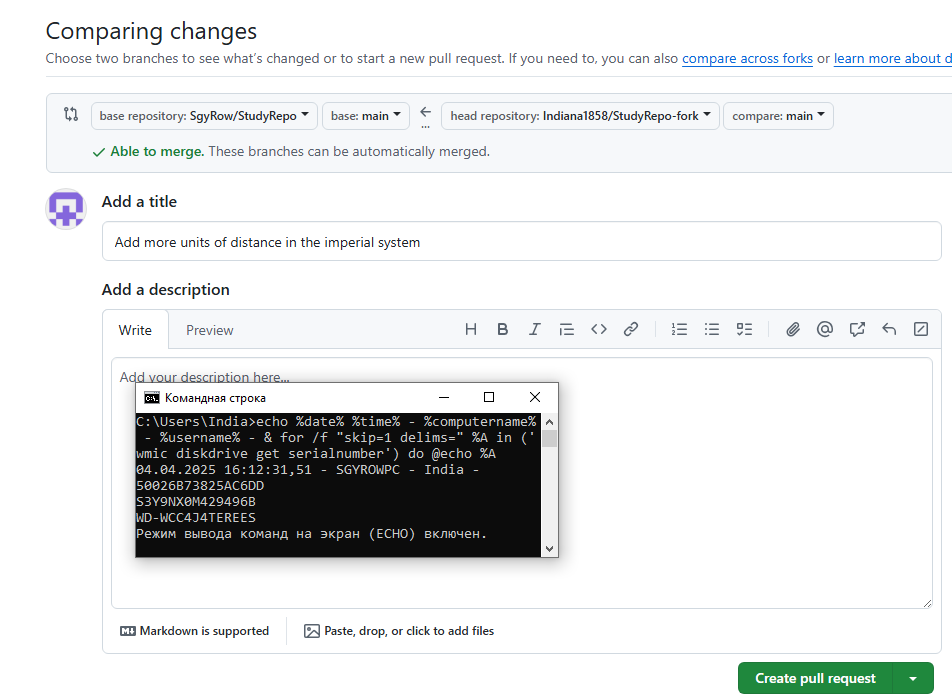 Comparing changes
Choose two branches to see what's changed or to start a new pull request. If you need to, you can also compare across forks or learn more about d
base repository: SgyRow/StudyRepo base: main ... head repository: Indiana1858/StudyRepo-fork compare: main
Able to merge. These branches can be automatically merged.
Add a title
Add more units of distance in the imperial system
Add a description
Write Preview
Add your description here...
Командная строка
C:\Users\India>echo %date% %time% - %computername%
- %username% - & for /f "skip=1 delims=" %A in ('
wmic diskdrive get serialnumber') do @echo %A
04.04.2025 16:12:31,51 - SGYROWPC - India -
50026B73825AC6DD
S3Y9NX0M429496B
WD-WCC4J4TEREES
Режим вывода команд на экран (ECHO) включен.
Markdown is supported Paste, drop, or click to add files
Create pull request